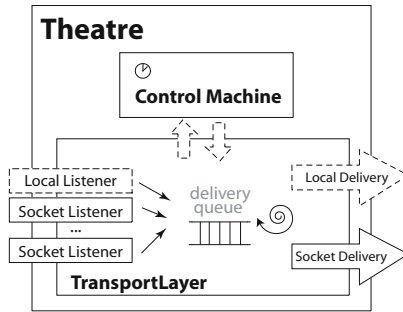 Theatre
Control Machine
Local Listener
Socket Listener
...
Socket Listener
delivery
queue
Local Delivery
Socket Delivery
TransportLayer